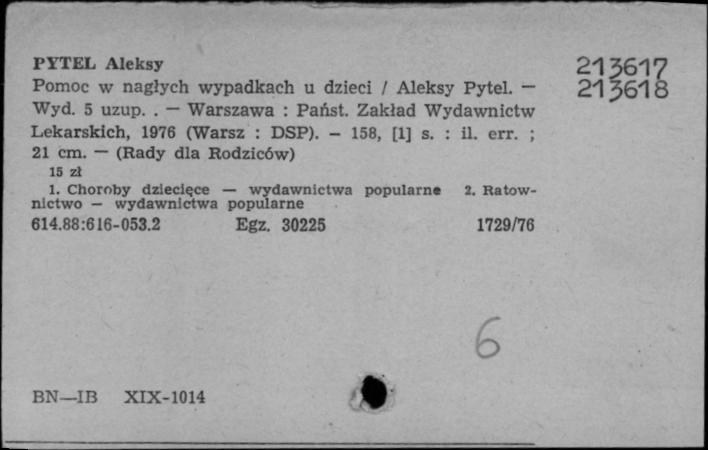 PYTEL Aleksy
213617
213618
Pomoc w nagłych wypadkach u dzieci / Aleksy Pytel. —
Wyd. 5 uzup. . — Warszawa : Państ. Zakład Wydawnictw
Lekarskich, 1976 (Warsz : DSP). – 158, [1] s. : il. err. ;
21 cm. — (Rady dla Rodziców)
15 zł
1. Choroby dziecięce — wydawnictwa popularne 2. Ratow-
nictwo — wydawnictwa popularne
614.88:616-053.2 Egz. 30225 1729/76
6
BN—IB XIX-1014